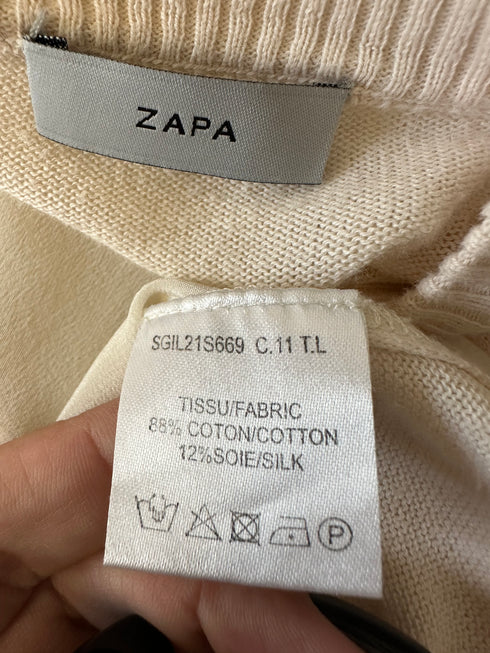 ZAPA
SGIL21S669 C.11 T.L
TISSU/FABRIC
88% COTON/COTTON
12%SOIE/SILK
P